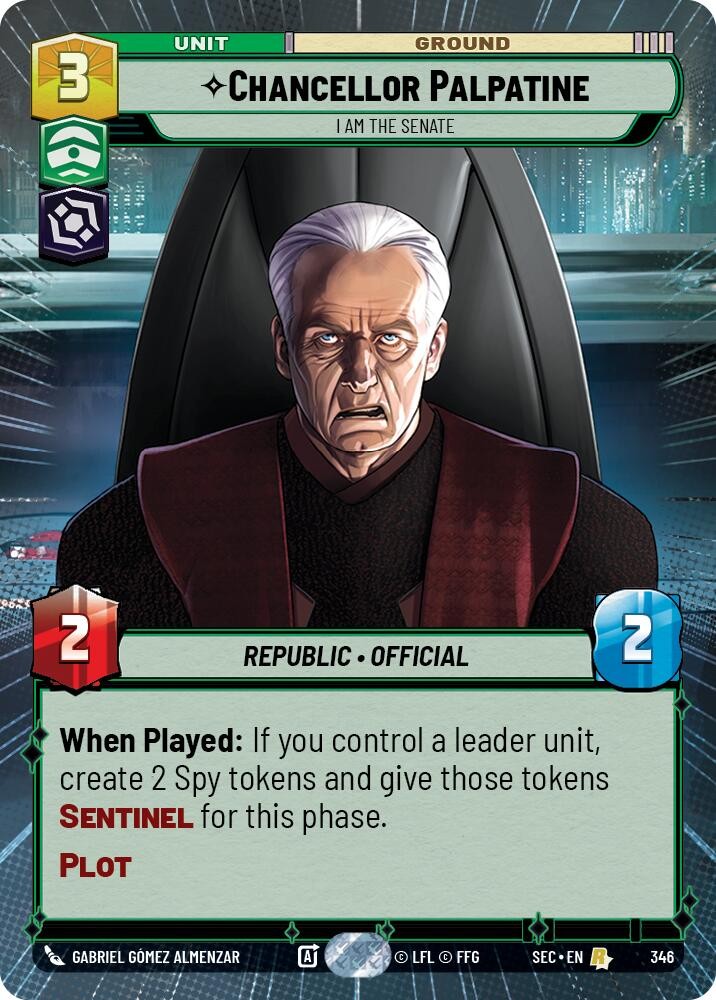 UNIT
GROUND
3
✧CHANCELLOR PALPATINE
I AM THE SENATE
2
REPUBLIC • OFFICIAL
2
When Played: If you control a leader unit,
create 2 Spy tokens and give those tokens
SENTINEL for this phase.
PLOT
GABRIEL GÓMEZ ALMENZAR
A
© LFL © FFG
SEC • EN
R
346